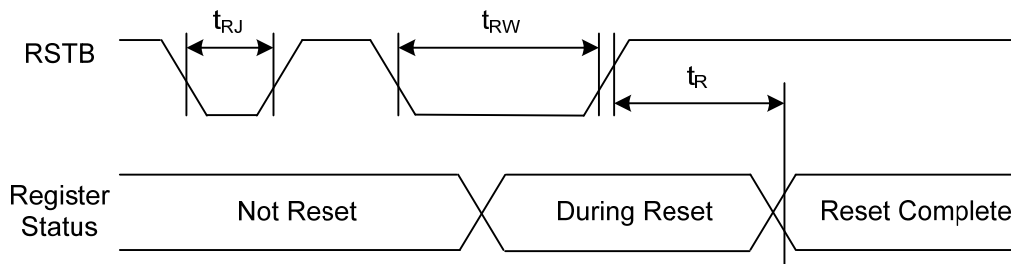 tRJ
tRW
RSTB
tR
Register
Status
Not Reset
During Reset
Reset Complete